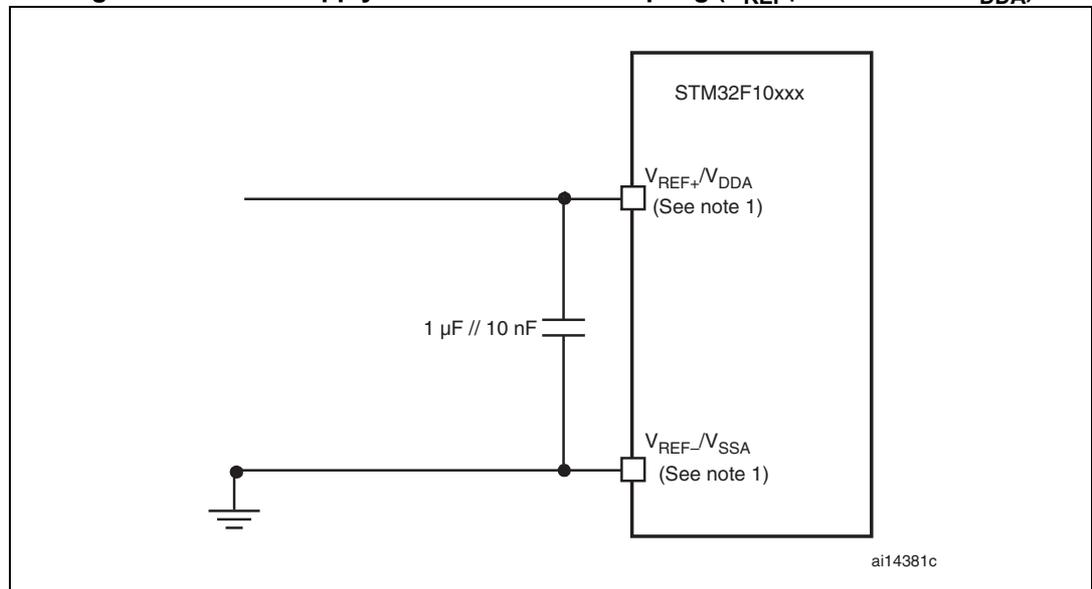 STM32F10xxx
VREF+/VDDA
(See note 1)
1 µF // 10 nF
VREF–/VSSA
(See note 1)
ai14381c